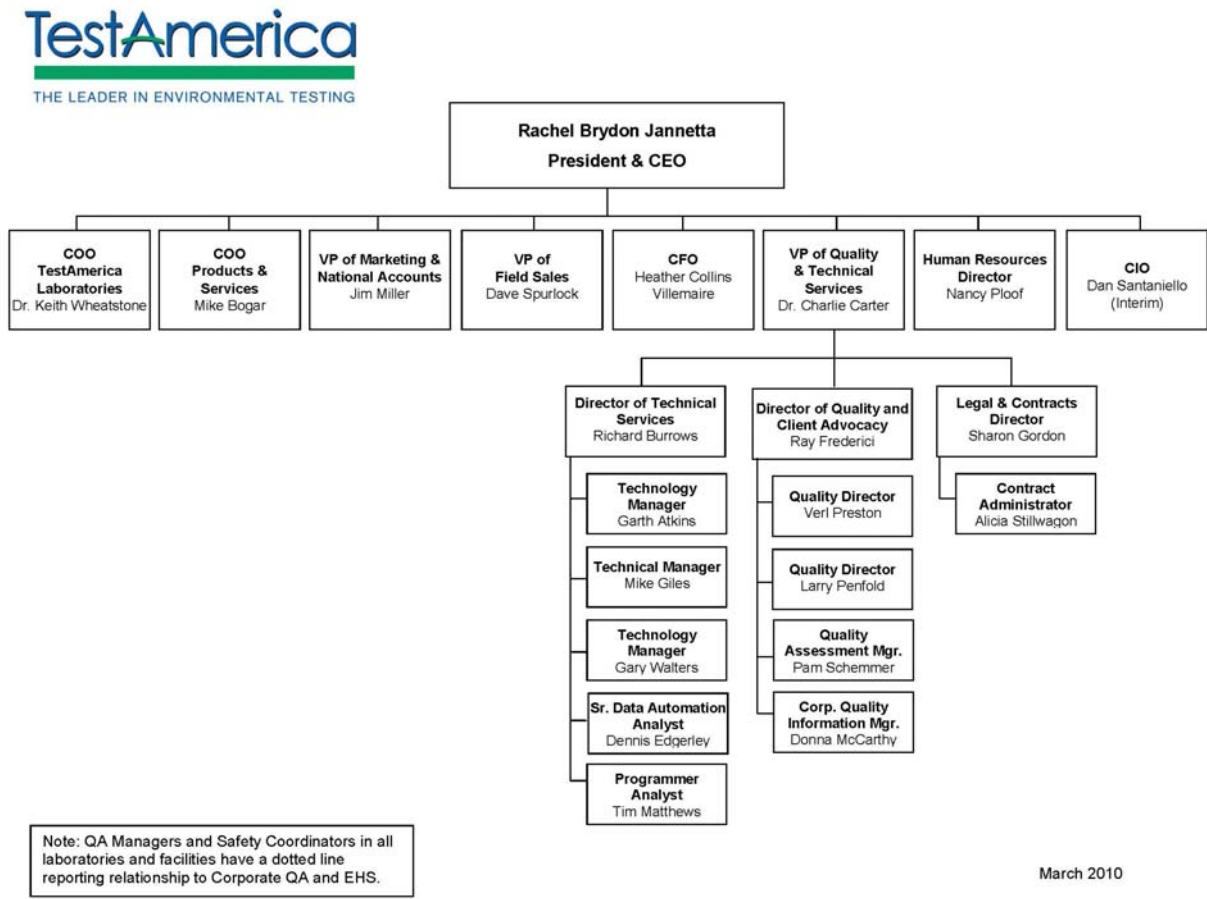 TestAmerica
THE LEADER IN ENVIRONMENTAL TESTING
Rachel Brydon Jannetta
President & CEO
COO
TestAmerica
Laboratories
Dr. Keith Wheatstone
COO
Products &
Services
Mike Bogar
VP of Marketing &
National Accounts
Jim Miller
VP of
Field Sales
Dave Spurlock
CFO
Heather Collins
Villemaire
VP of Quality
& Technical
Services
Dr. Charlie Carter
Human Resources
Director
Nancy Ploof
CIO
Dan Santaniello
(Interim)
Director of Technical
Services
Richard Burrows
Director of Quality and
Client Advocacy
Ray Frederici
Legal & Contracts
Director
Sharon Gordon
Technology
Manager
Garth Atkins
Technical Manager
Mike Giles
Technology
Manager
Gary Walters
Sr. Data Automation
Analyst
Dennis Edgerley
Programmer
Analyst
Tim Matthews
Quality Director
Verl Preston
Quality Director
Larry Penfold
Quality
Assessment Mgr.
Pam Schemmer
Corp. Quality
Information Mgr.
Donna McCarthy
Contract
Administrator
Alicia Stillwagon
Note: QA Managers and Safety Coordinators in all
laboratories and facilities have a dotted line
reporting relationship to Corporate QA and EHS.
March 2010